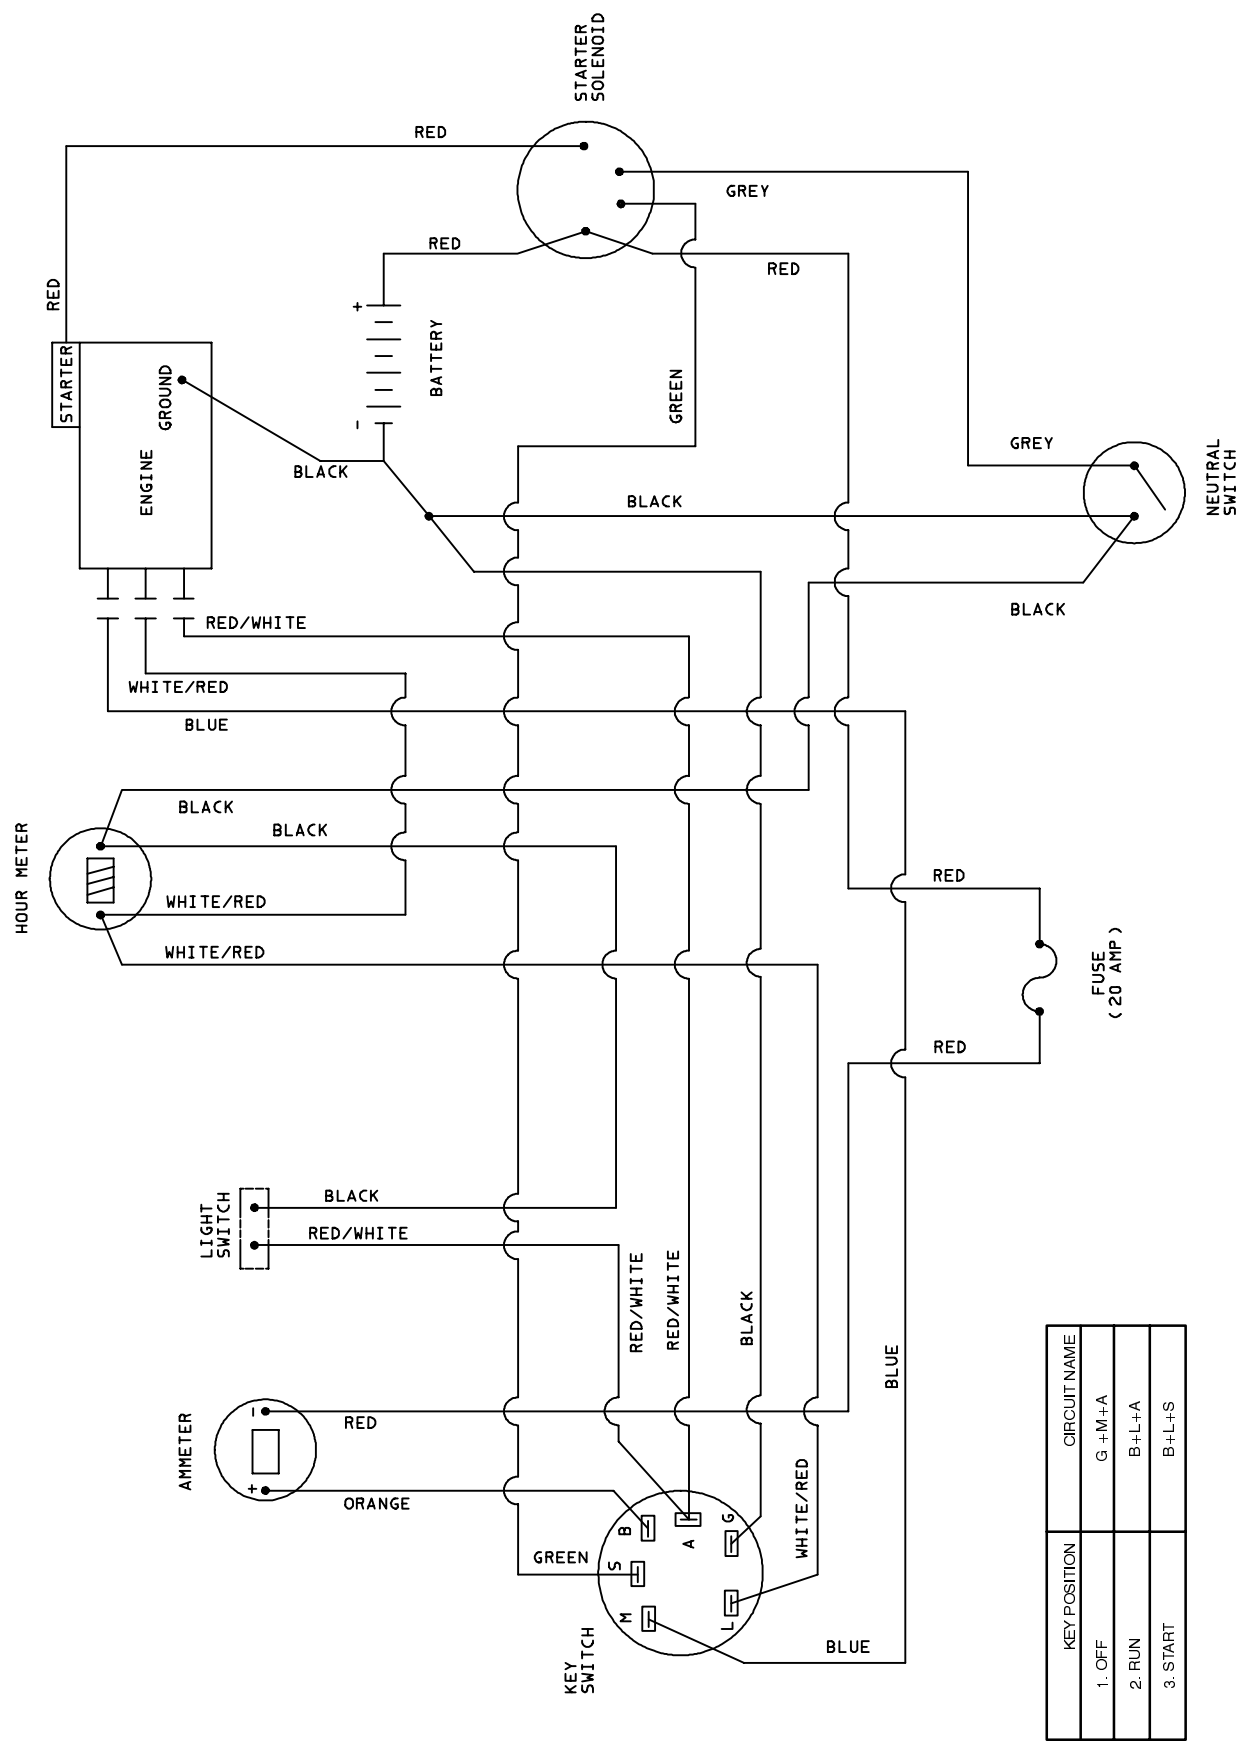 STARTER
SOLENOID
RED
GREY
RED
RED
RED
STARTER
GROUND
ENGINE
+
-
BATTERY
GREEN
BLACK
BLACK
GREY
NEUTRAL
SWITCH
BLACK
RED/WHITE
WHITE/RED
BLUE
BLACK
BLACK
HOUR METER
WHITE/RED
WHITE/RED
RED
FUSE
(20 AMP)
RED
BLACK
RED/WHITE
LIGHT
SWITCH
RED/WHITE
RED/WHITE
BLACK
BLUE
AMMETER
-
+
RED
ORANGE
GREEN
WHITE/RED
B
A
G
S
M
L
KEY
SWITCH
BLUE
KEY POSITION CIRCUIT NAME
1. OFF G +M+A
2. RUN B+L+A
3. START B+L+S